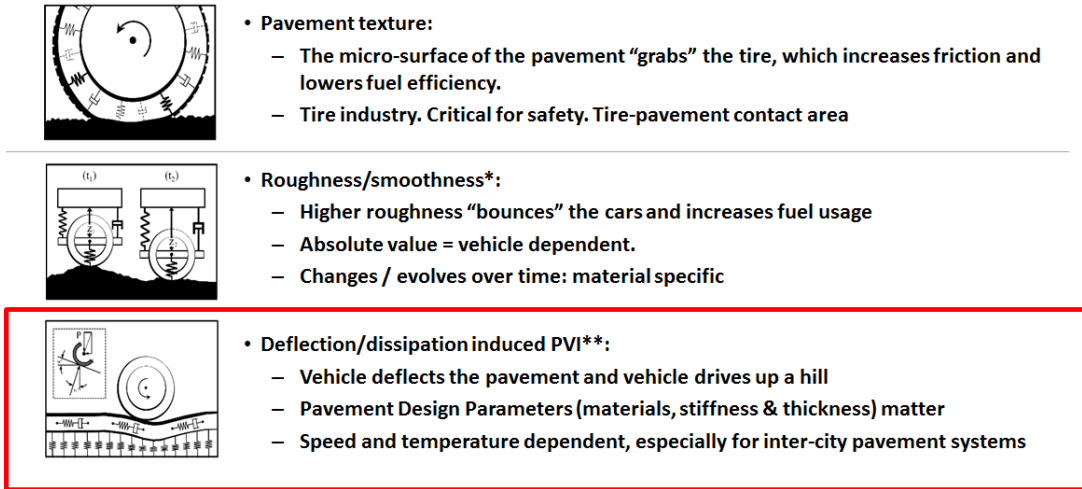 • Pavement texture:
– The micro-surface of the pavement “grabs” the tire, which increases friction and
lowers fuel efficiency.
– Tire industry. Critical for safety. Tire-pavement contact area
(t₁) (t₂)
• Roughness/smoothness*:
– Higher roughness “bounces” the cars and increases fuel usage
– Absolute value = vehicle dependent.
– Changes / evolves over time: material specific
P
• Deflection/dissipation induced PVI**:
– Vehicle deflects the pavement and vehicle drives up a hill
– Pavement Design Parameters (materials, stiffness & thickness) matter
– Speed and temperature dependent, especially for inter-city pavement systems